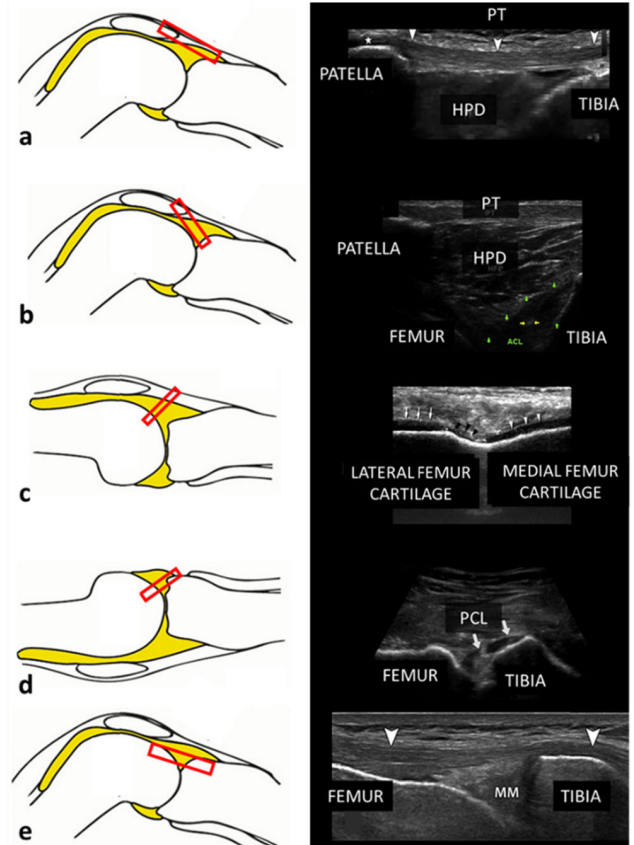 PT
PATELLA
HPD
TIBIA
a
PT
PATELLA
HPD
FEMUR
ACL
TIBIA
b
LATERAL FEMUR
CARTILAGE
MEDIAL FEMUR
CARTILAGE
c
PCL
FEMUR
TIBIA
d
FEMUR
MM
TIBIA
e